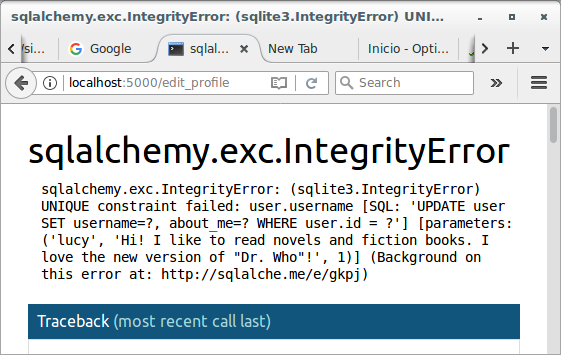 sqlalchemy.exc.IntegrityError: (sqlite3.IntegrityError) UNI...
Google
sqlal...
New Tab
Inicio - Opti...
localhost:5000/edit_profile
Search
sqlalchemy.exc.IntegrityError
sqlalchemy.exc.IntegrityError: (sqlite3.IntegrityError)
UNIQUE constraint failed: user.username [SQL: 'UPDATE user
SET username=?, about_me=? WHERE user.id = ?'] [parameters:
('lucy', 'Hi! I like to read novels and fiction books. I
love the new version of "Dr. Who"!', 1)] (Background on
this error at: http://sqlalche.me/e/gkpj)
Traceback (most recent call last)